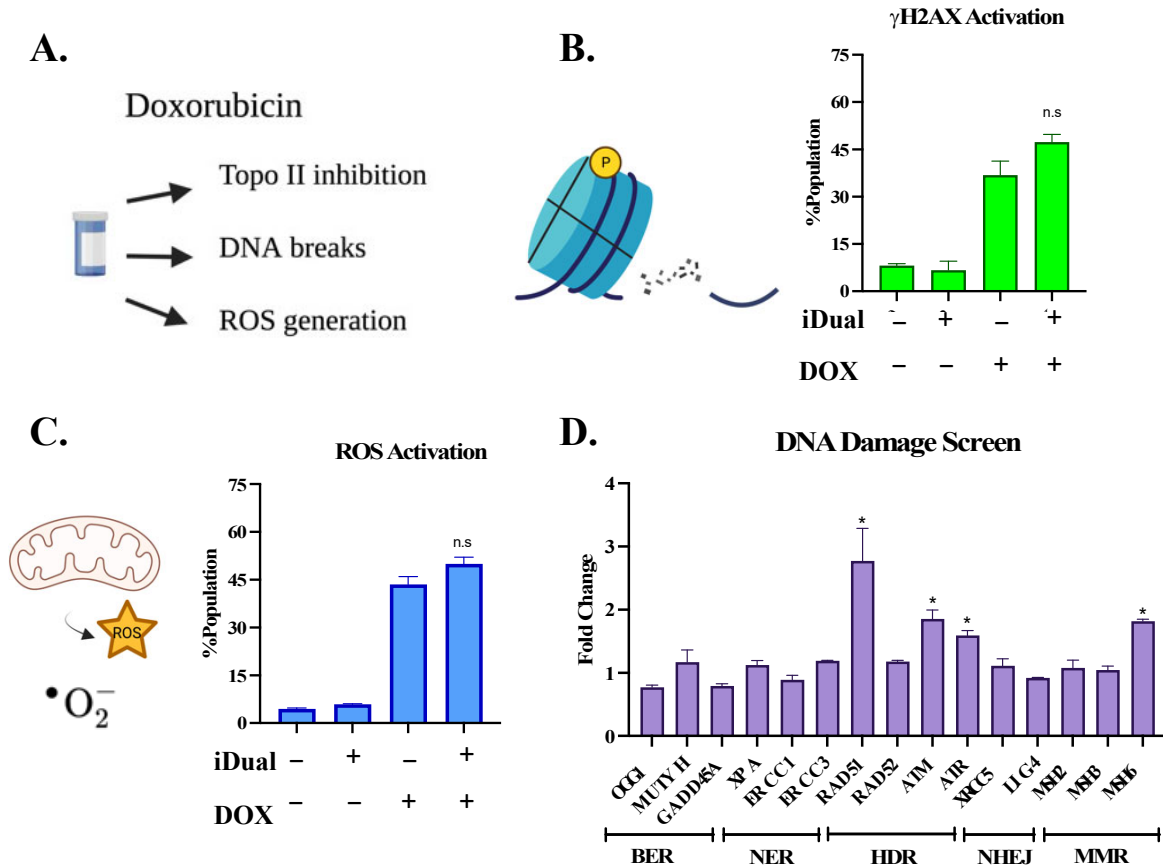 A.
Doxorubicin
Topo II inhibition
DNA breaks
ROS generation
B.
P
γH2AX Activation
%Population
75
60
45
30
15
0
n.s
iDual – + – +
DOX – – + +
C.
ROS
•O₂⁻
ROS Activation
%Population
75
60
45
30
15
0
n.s
iDual – + – +
DOX – – + +
D.
DNA Damage Screen
Fold Change
4
3
2
1
0
* * * *
OGG1 MUTYH GADD45A XPA ERCC1 ERCC3 RAD51 RAD52 ATM ATR XRCC5 LIG4 MSH2 MSH3 MSH6
BER NER HDR NHEJ MMR